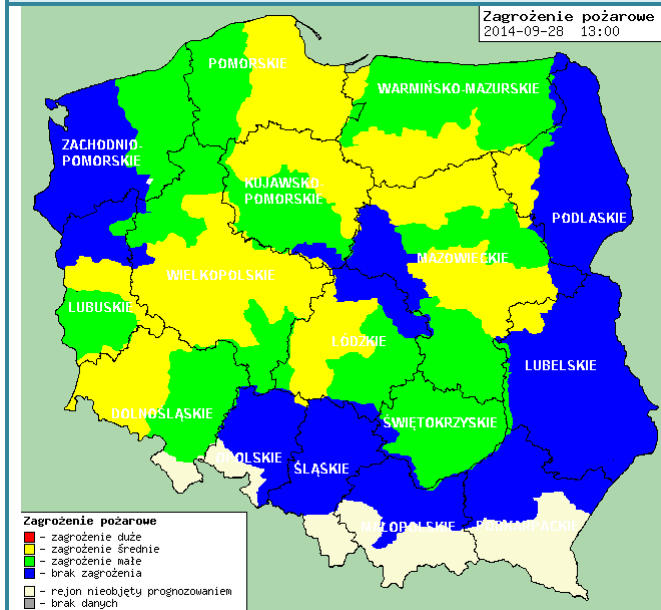 Zagrożenie pożarowe
2014-09-28 13:00
POMORSKIE
WARMIŃSKO-MAZURSKIE
ZACHODNIO-
POMORSKIE
KUJAWSKO-
POMORSKIE
PODLASKIE
MAZOWIECKIE
WIELKOPOLSKIE
LUBUSKIE
ŁÓDZKIE
LUBELSKIE
DOLNOŚLĄSKIE
ŚWIĘTOKRZYSKIE
OPOLSKIE
ŚLĄSKIE
MAŁOPOLSKIE
PODKARPACKIE
Zagrożenie pożarowe
- zagrożenie duże
- zagrożenie średnie
- zagrożenie małe
- brak zagrożenia
- rejon nieobjęty prognozowaniem
- brak danych